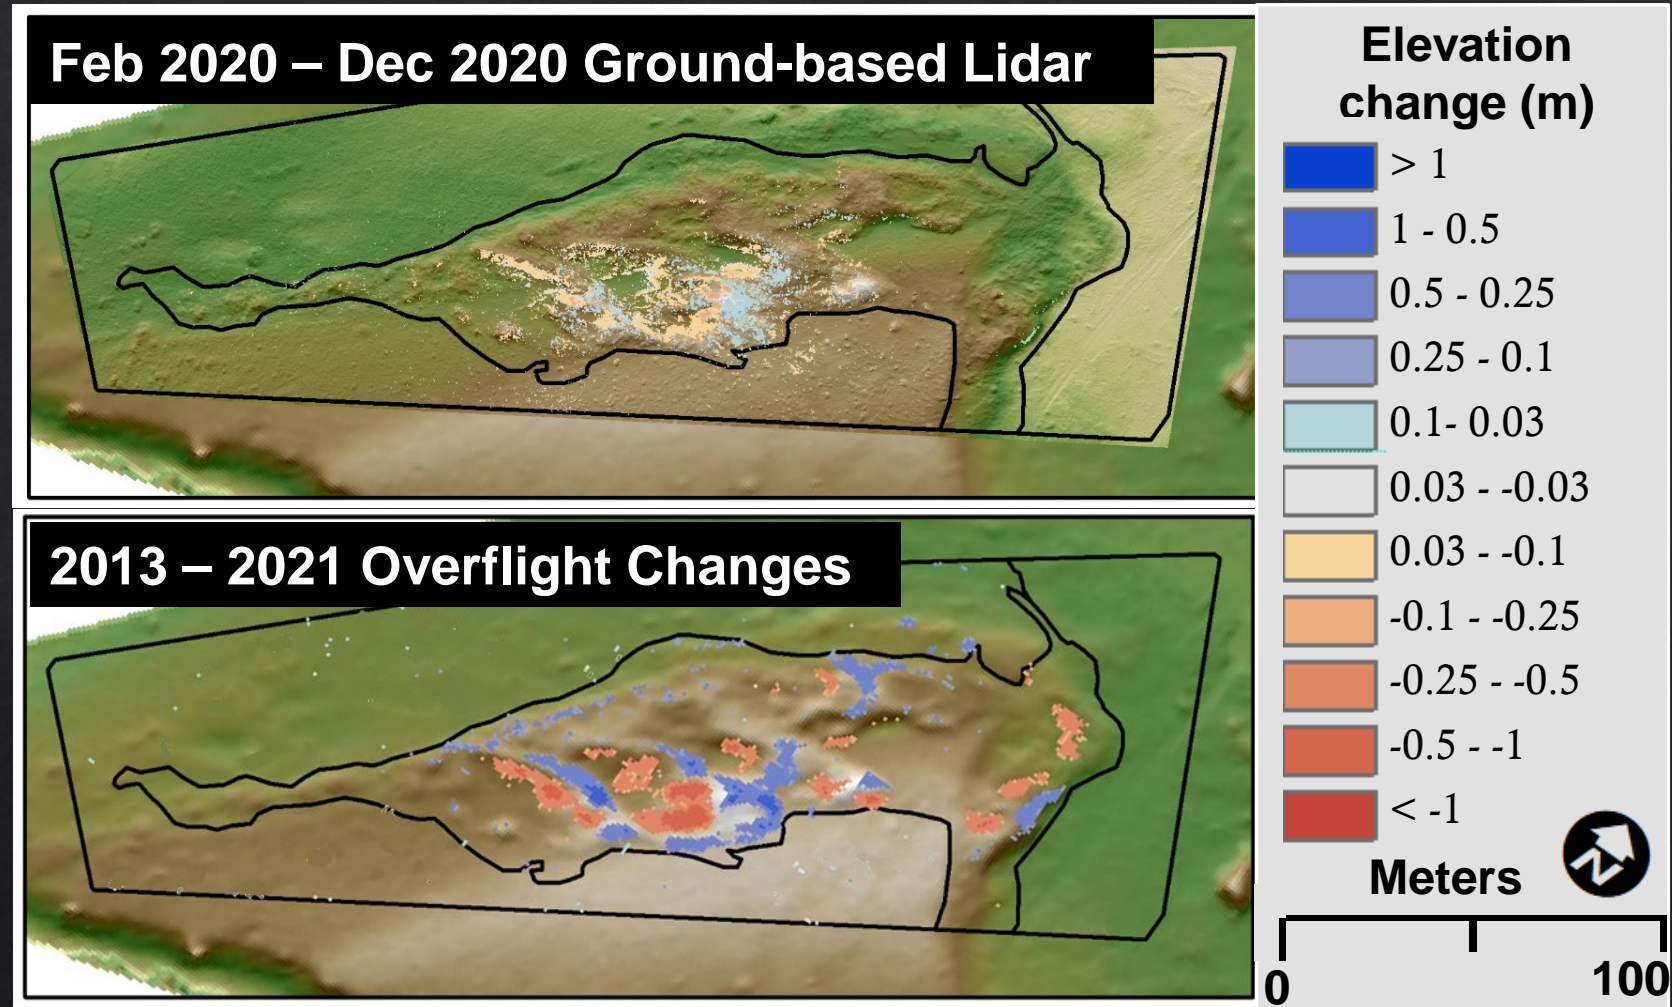 Feb 2020 – Dec 2020 Ground-based Lidar
2013 – 2021 Overflight Changes
Elevation
change (m)
> 1
1 - 0.5
0.5 - 0.25
0.25 - 0.1
0.1- 0.03
0.03 - -0.03
0.03 - -0.1
-0.1 - -0.25
-0.25 - -0.5
-0.5 - -1
< -1
N
Meters
0 100